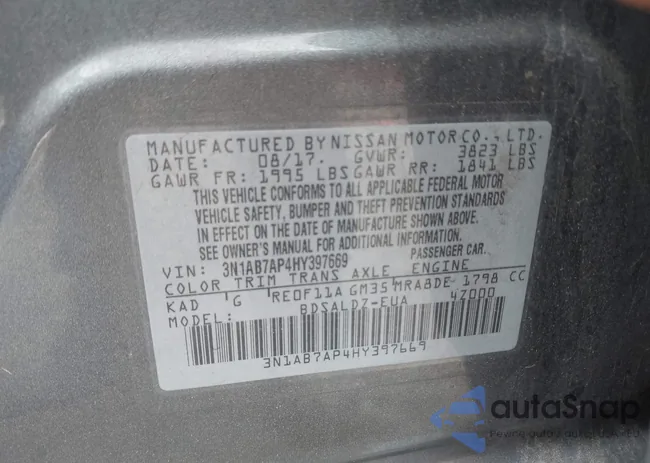 MANUFACTURED BY NISSAN MOTOR CO., LTD.
DATE: 08/17. GVWR: 3823 LBS
GAWR FR: 1995 LBS GAWR RR: 1841 LBS
THIS VEHICLE CONFORMS TO ALL APPLICABLE FEDERAL MOTOR
VEHICLE SAFETY, BUMPER AND THEFT PREVENTION STANDARDS
IN EFFECT ON THE DATE OF MANUFACTURE SHOWN ABOVE.
SEE OWNER'S MANUAL FOR ADDITIONAL INFORMATION.
VIN: 3N1AB7AP4HY397669 PASSENGER CAR.
COLOR TRIM TRANS AXLE ENGINE
KAD G RE0F11A GM35 MRA8DE- 1798 CC
MODEL: BDSALDZ-EUA 4Z000
3N1AB7AP4HY397669
autaSnap